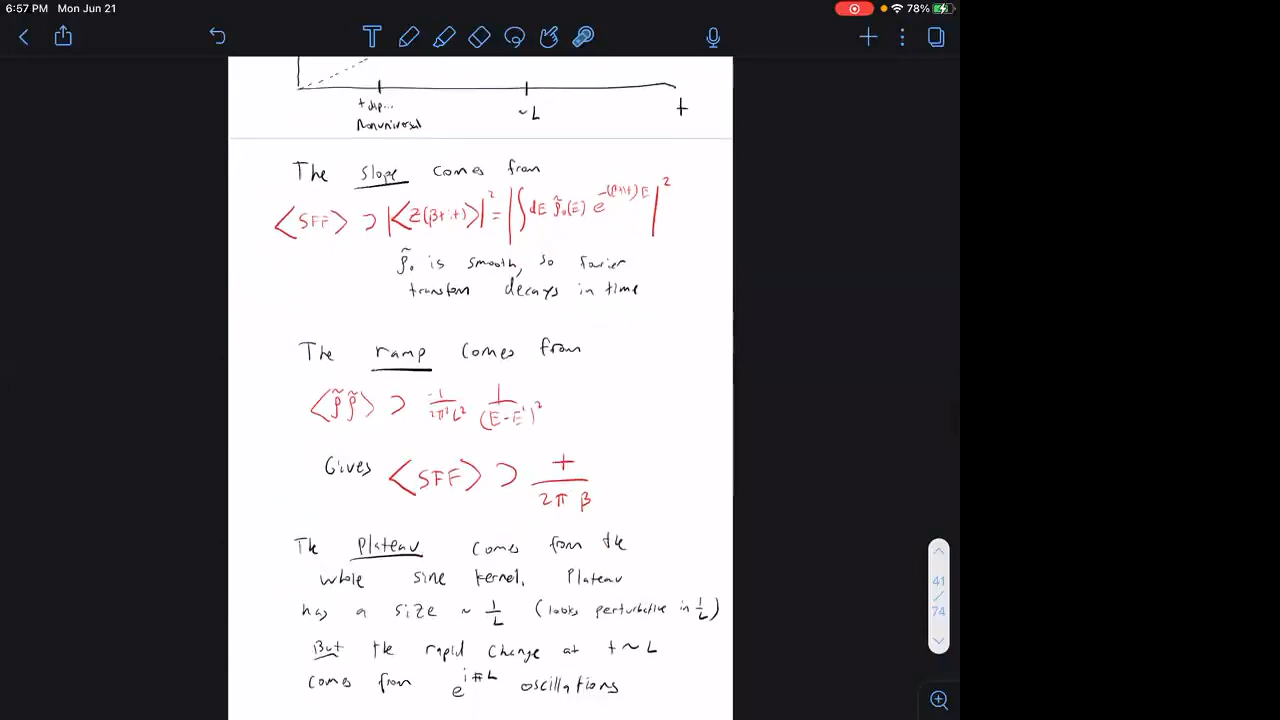 6:57 PM Mon Jun 21
78%
t dip...
Nonuniversal
~L
t
The slope comes from
⟨SFF⟩ ⊃ |⟨Z(β+it)⟩|² = |∫dE ρ̃₀(E) e^{-(β+it)E}|²
ρ̃₀ is smooth, so fourier
transform decays in time
The ramp comes from
⟨ρ̃ρ̃⟩ ⊃ -1/2π²L² 1/(E-E')²
Gives ⟨SFF⟩ ⊃ t/2πβ
The Plateau comes from the
whole sine kernel. Plateau
has a size ~ 1/L (looks perturbative in 1/L)
But the rapid change at t~L
comes from e^{i#L} oscillations
41
/
74